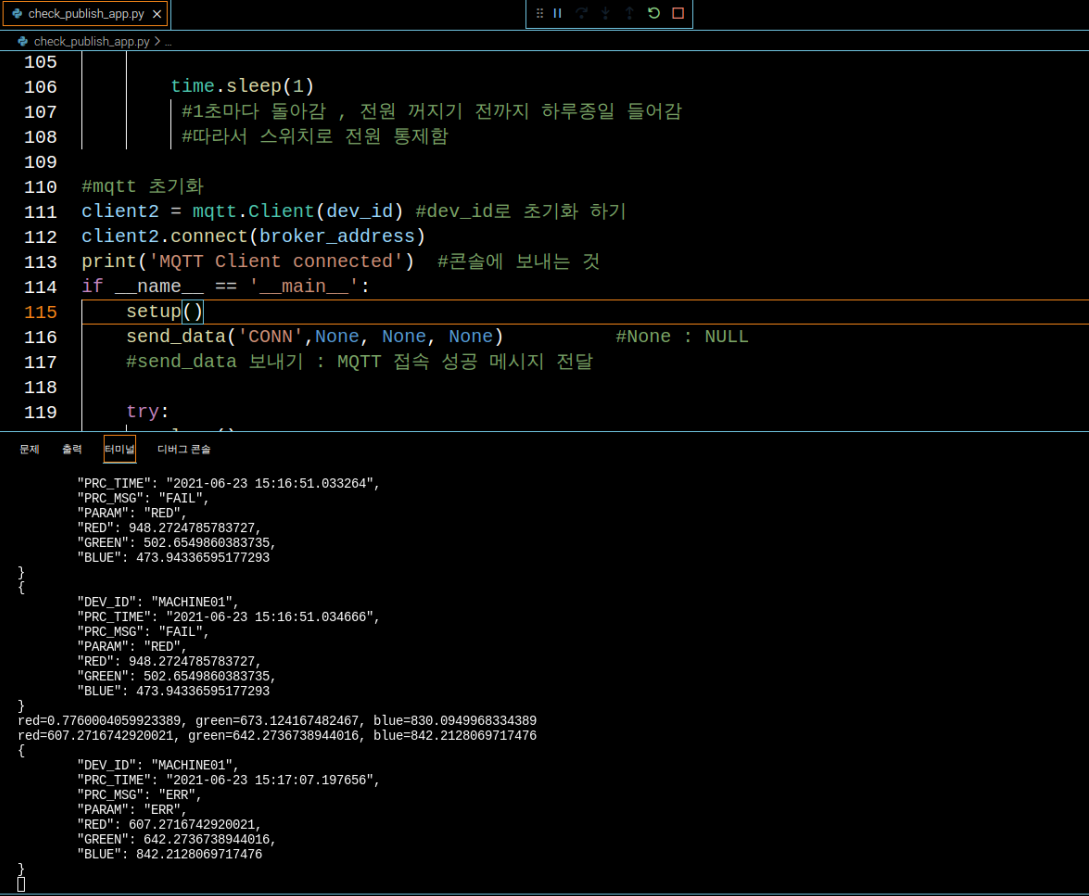 check_publish_app.py
check_publish_app.py > ...
105
106 time.sleep(1)
107 #1초마다 돌아감 , 전원 꺼지기 전까지 하루종일 들어감
108 #따라서 스위치로 전원 통제함
109
110 #mqtt 초기화
111 client2 = mqtt.Client(dev_id) #dev_id로 초기화 하기
112 client2.connect(broker_address)
113 print('MQTT Client connected') #콘솔에 보내는 것
114 if __name__ == '__main__':
115 setup()
116 send_data('CONN',None, None, None) #None : NULL
117 #send_data 보내기 : MQTT 접속 성공 메시지 전달
118
119 try:
문제 출력 터미널 디버그 콘솔
"PRC_TIME": "2021-06-23 15:16:51.033264",
"PRC_MSG": "FAIL",
"PARAM": "RED",
"RED": 948.2724785783727,
"GREEN": 502.6549860383735,
"BLUE": 473.94336595177293
}
{
"DEV_ID": "MACHINE01",
"PRC_TIME": "2021-06-23 15:16:51.034666",
"PRC_MSG": "FAIL",
"PARAM": "RED",
"RED": 948.2724785783727,
"GREEN": 502.6549860383735,
"BLUE": 473.94336595177293
}
red=0.7760004059923389, green=673.124167482467, blue=830.0949968334389
red=607.2716742920021, green=642.2736738944016, blue=842.2128069717476
{
"DEV_ID": "MACHINE01",
"PRC_TIME": "2021-06-23 15:17:07.197656",
"PRC_MSG": "ERR",
"PARAM": "ERR",
"RED": 607.2716742920021,
"GREEN": 642.2736738944016,
"BLUE": 842.2128069717476
}